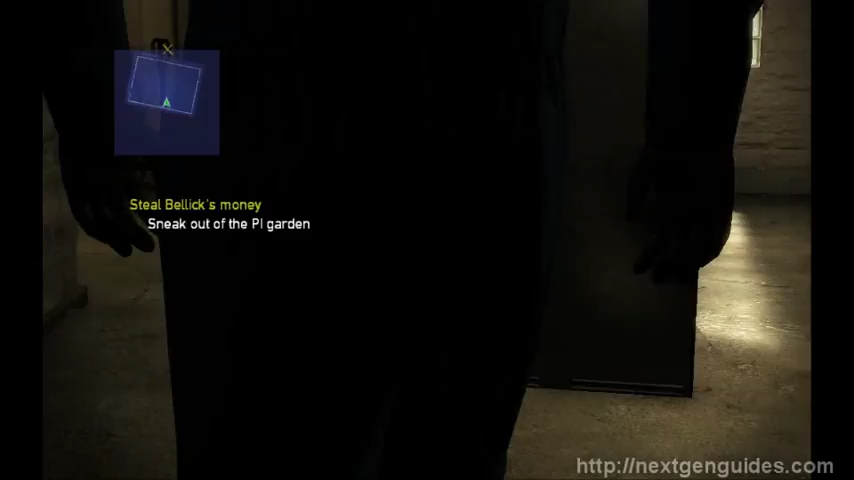 Steal Bellick's money
Sneak out of the PI garden
http://nextgenguides.com